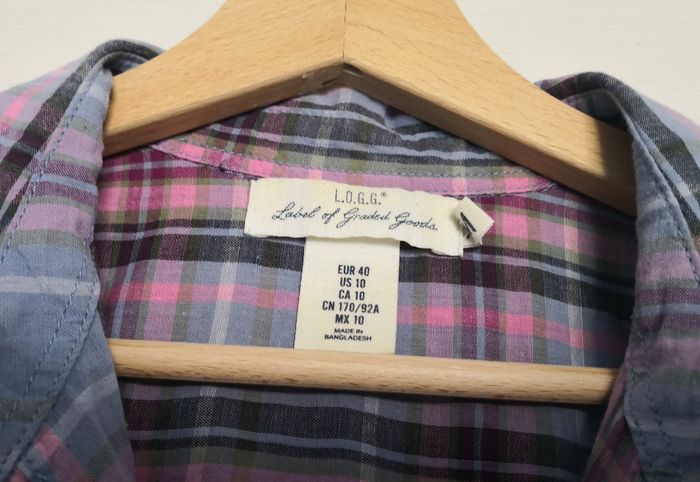 L.O.G.G.®
Label of Graded Goods
EUR 40
US 10
CA 10
CN 170/92A
MX 10
MADE IN
BANGLADESH